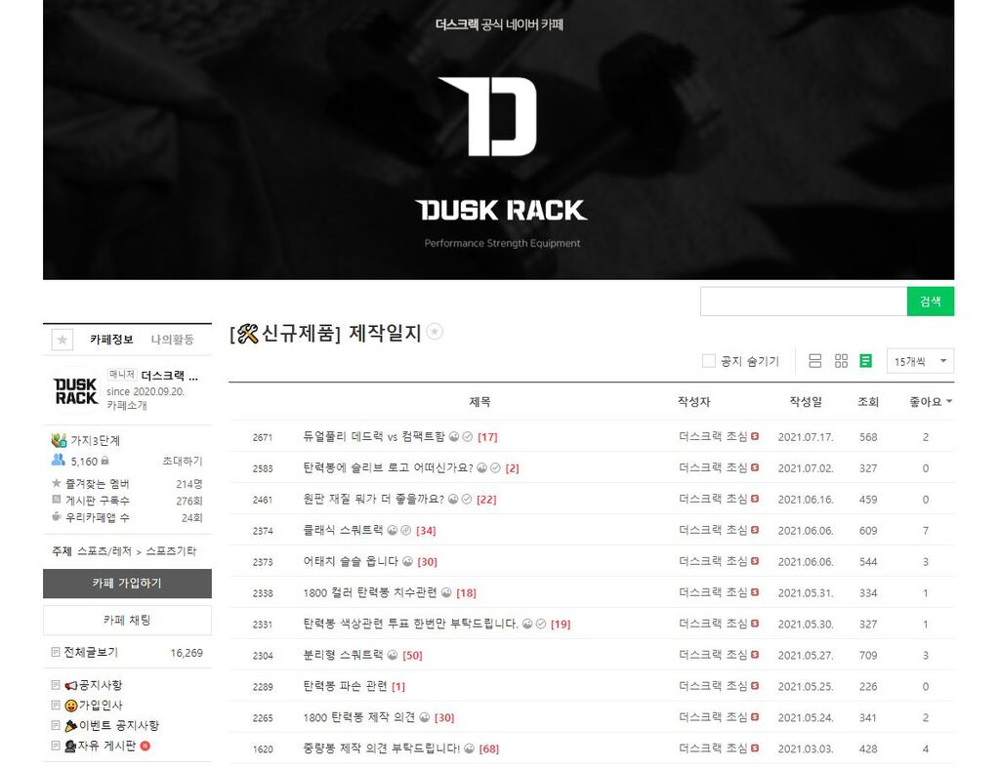 더스크랙 공식 네이버 카페
D
DUSK RACK
Performance Strength Equipment
검색
카페정보 나의활동
DUSK RACK
매니저 더스크랙 ...
since 2020.09.20.
카페소개
가지3단계
5,160 초대하기
즐겨찾는 멤버 214명
게시판 구독수 276회
우리카페앱 수 24회
주제 스포츠/레저 > 스포츠기타
카페 가입하기
카페 채팅
전체글보기 16,269
공지사항
가입인사
이벤트 공지사항
자유 게시판 N
[🛠신규제품] 제작일지
공지 숨기기 15개씩
제목 작성자 작성일 조회 좋아요
2671 듀얼풀리 데드랙 vs 컴팩트함 [17] 더스크랙 초심 2021.07.17. 568 2
2583 탄력봉에 슬리브 로고 어떠신가요? [2] 더스크랙 초심 2021.07.02. 327 0
2461 원판 재질 뭐가 더 좋을까요? [22] 더스크랙 초심 2021.06.16. 459 0
2374 클래식 스쿼트랙 [34] 더스크랙 초심 2021.06.06. 609 7
2373 어태치 슬슬 옵니다 [30] 더스크랙 초심 2021.06.06. 544 3
2338 1800 컬러 탄력봉 치수관련 [18] 더스크랙 초심 2021.05.31. 334 1
2331 탄력봉 색상관련 투표 한번만 부탁드립니다. [19] 더스크랙 초심 2021.05.30. 327 1
2304 분리형 스쿼트랙 [50] 더스크랙 초심 2021.05.27. 709 3
2289 탄력봉 파손 관련 [1] 더스크랙 초심 2021.05.25. 226 0
2265 1800 탄력봉 제작 의견 [30] 더스크랙 초심 2021.05.24. 341 2
1620 중량봉 제작 의견 부탁드립니다! [68] 더스크랙 초심 2021.03.03. 428 4